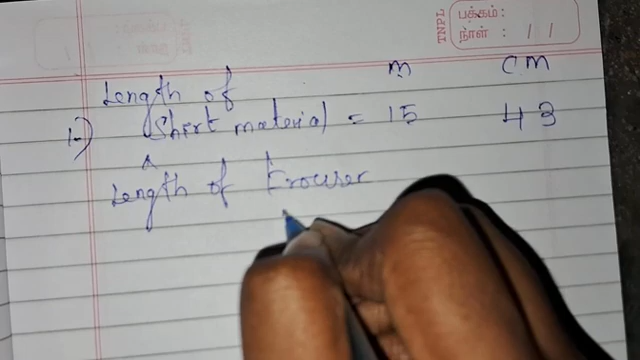 TNPL
பக்கம் :
நாள் : / /
m cm
Length of
1-) Shirt material = 15 43
Length of trouser